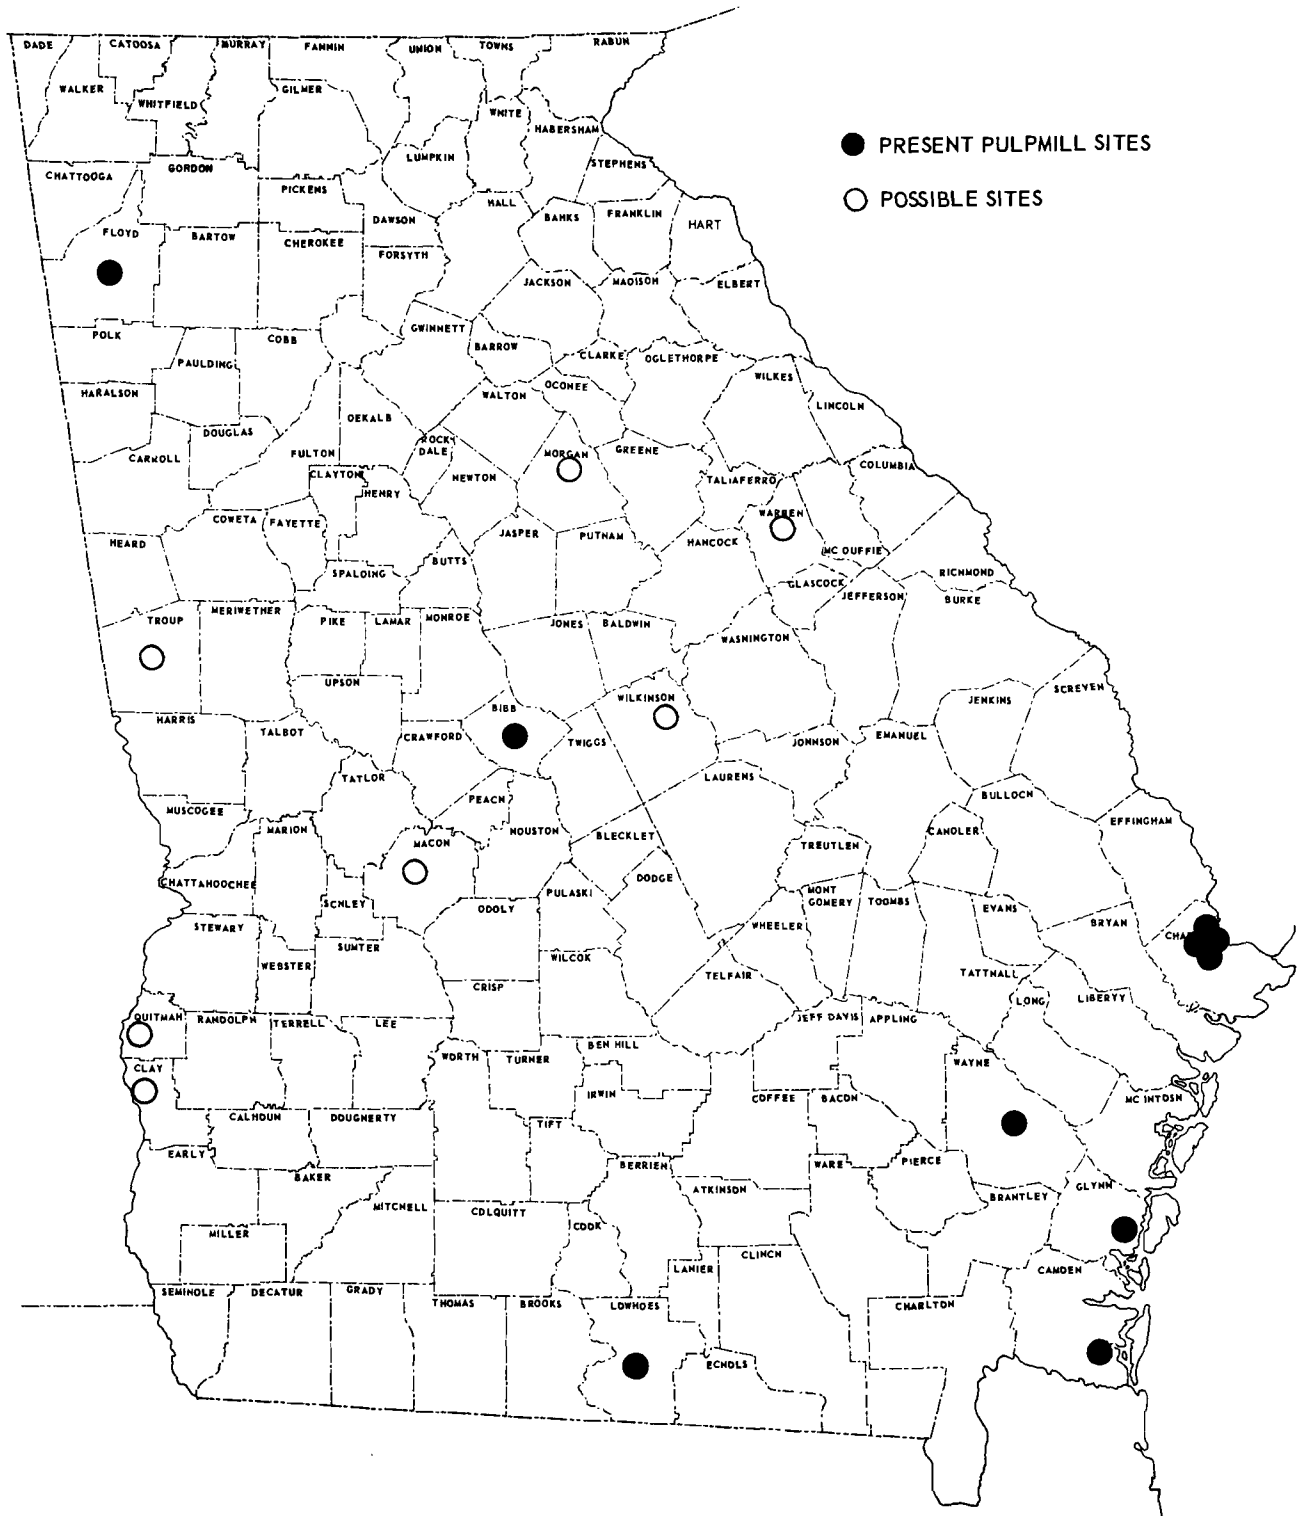 DADE
CATOOSA
MURRAY
FANNIN
UNION
TOWNS
RABUN
WALKER
WHITFIELD
GILMER
WHITE
HABERSHAM
PRESENT PULPMILL SITES
LUMPKIN
STEPHENS
CHATTOOGA
GORDON
PICKENS
POSSIBLE SITES
HALL
DAWSON
BANKS
FRANKLIN
HART
FLOYD
BARTOW
CHEROKEE
FORSYTH
JACKSON
MADISON
ELBERT
POLK
COBB
GWINNETT
BARROW
CLARKE
OGLETHORPE
PAULDING
WILKES
HARALSON
WALTON
OCONEE
LINCOLN
DEKALB
DOUGLAS
ROCK
DALE
FULTON
CARROLL
MORGAN
GREENE
COLUMBIA
CLAYTON
HENRY
NEWTON
TALIAFERRO
COWETA
FAYETTE
WARREN
HEARD
JASPER
PUTNAM
HANCOCK
MC DUFFIE
BUTTS
SPALDING
GLASCOCK
RICHMOND
JEFFERSON
BURKE
TROUP
MERIWETHER
PIKE
LAMAR
MONROE
JONES
BALDWIN
WASHINGTON
UPSON
SCREVEN
WILKINSON
JENKINS
BIBB
HARRIS
TALBOT
CRAWFORD
TWIGGS
JOHNSON
EMANUEL
TAYLOR
LAURENS
PEACH
BULLOCH
MUSCOGEE
MARION
HOUSTON
BLECKLEY
CANDLER
EFFINGHAM
MACON
TREUTLEN
CHATTAHOOCHEE
DODGE
PULASKI
MONT
GOMERY
SCHLEY
DOOLY
TOOMBS
EVANS
STEWARY
WHEELER
BRYAN
CHA
SUMTER
WEBSTER
WILCOX
TELFAIR
TATTNALL
CRISP
LONG
LIBERYY
QUITMAN
RANDOLPH
TERRELL
LEE
JEFF DAVIS
APPLING
BEN HILL
WORTH
TURNER
WAYNE
CLAY
IRWIN
COFFEE
BACON
MC INTOSH
CALHOUN
DOUGHERTY
TIFT
EARLY
BERRIEN
WARE
PIERCE
BAKER
ATKINSON
BRANTLEY
GLYNN
MITCHELL
COLQUITT
COOK
MILLER
CLINCH
LANIER
CAMDEN
SEMINOLE
DECATUR
GRADY
THOMAS
BROOKS
LOWHOES
CHARLTON
ECHOLS